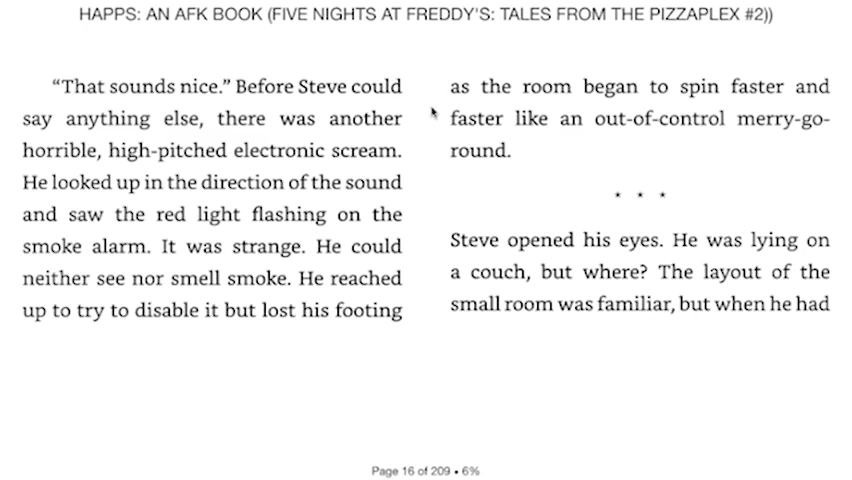 HAPPS: AN AFK BOOK (FIVE NIGHTS AT FREDDY'S: TALES FROM THE PIZZAPLEX #2))
“That sounds nice.” Before Steve could
say anything else, there was another
horrible, high-pitched electronic scream.
He looked up in the direction of the sound
and saw the red light flashing on the
smoke alarm. It was strange. He could
neither see nor smell smoke. He reached
up to try to disable it but lost his footing
as the room began to spin faster and
faster like an out-of-control merry-go-
round.
* * *
Steve opened his eyes. He was lying on
a couch, but where? The layout of the
small room was familiar, but when he had
Page 16 of 209 • 6%